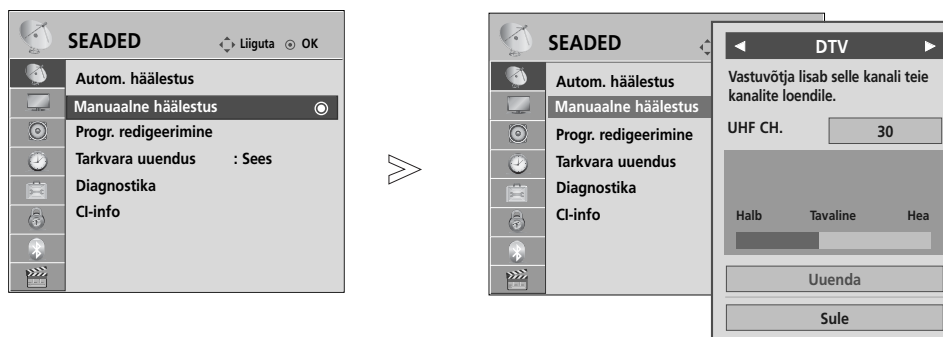 SEADED
Liiguta OK
Autom. häälestus
Manuaalne häälestus
Progr. redigeerimine
Tarkvara uuendus : Sees
Diagnostika
CI-info
SEADED
Autom. häälestus
Manuaalne häälestus
Progr. redigeerimine
Tarkvara uuendus
Diagnostika
CI-info
DTV
Vastuvõtja lisab selle kanali teie
kanalite loendile.
UHF CH. 30
Halb Tavaline Hea
Uuenda
Sule